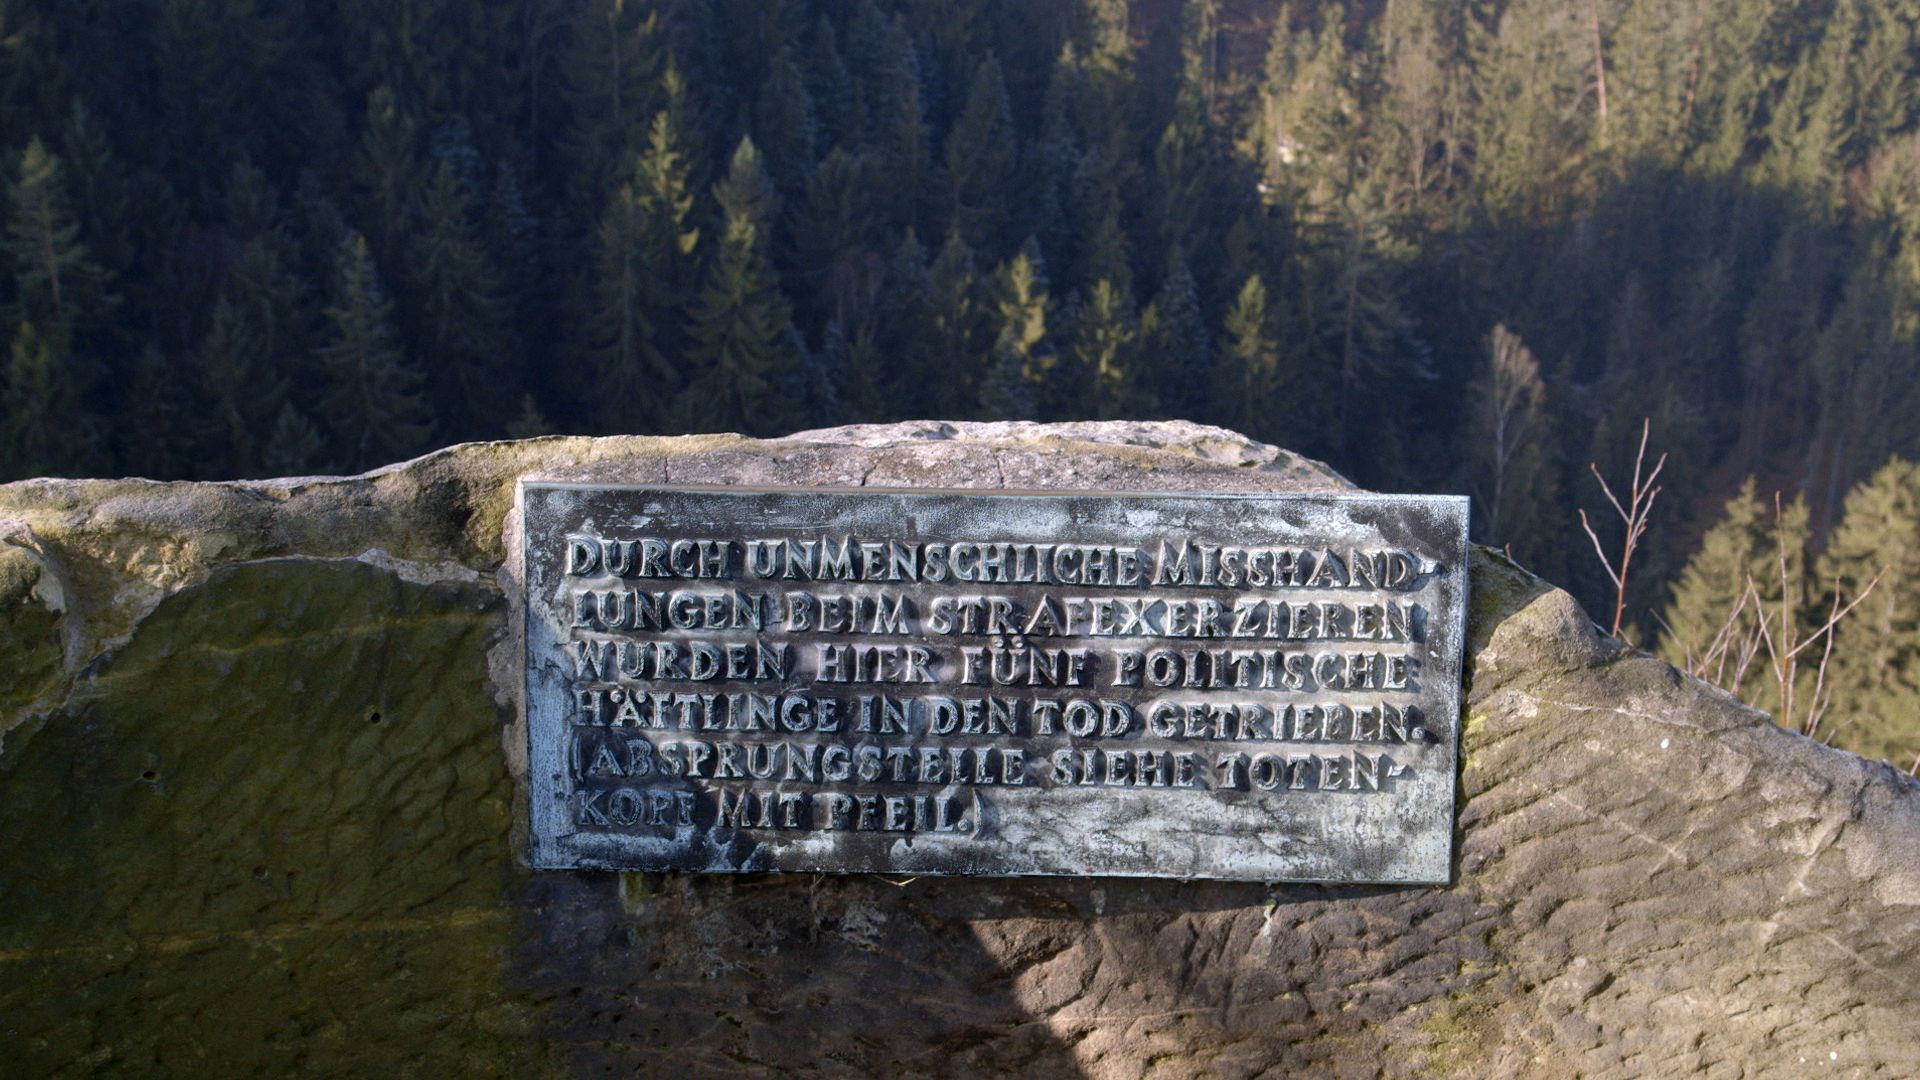 DURCH UNMENSCHLICHE MISSHAND-
LUNGEN BEIM STRAFEXERZIEREN
WURDEN HIER FÜNF POLITISCHE
HÄFTLINGE IN DEN TOD GETRIEBEN.
(ABSPRUNGSTELLE SIEHE TOTEN-
KOPF MIT PFEIL.)